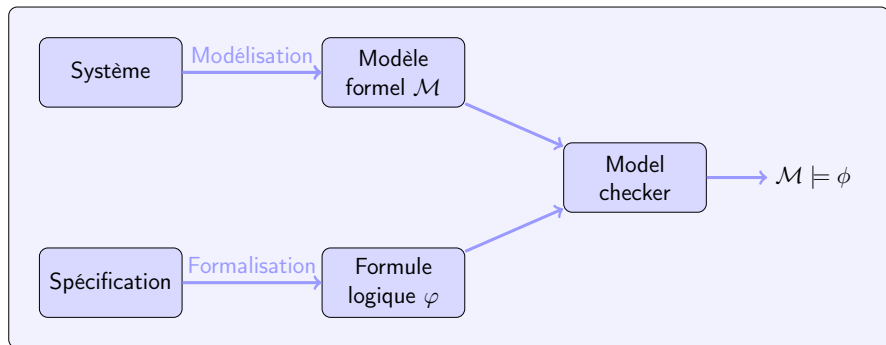 Système
Modélisation
Modèle
formel ℳ
Model
checker
ℳ ⊨ ϕ
Spécification
Formalisation
Formule
logique φ